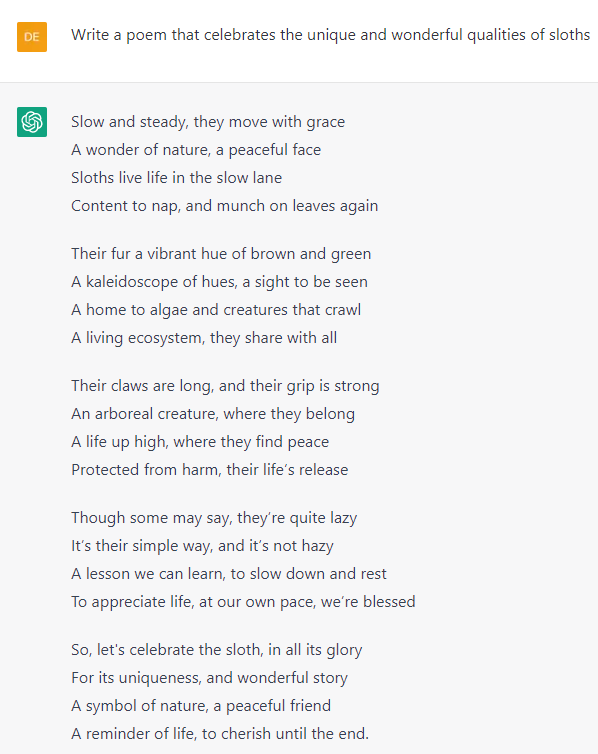 DE
Write a poem that celebrates the unique and wonderful qualities of sloths
Slow and steady, they move with grace
A wonder of nature, a peaceful face
Sloths live life in the slow lane
Content to nap, and munch on leaves again
Their fur a vibrant hue of brown and green
A kaleidoscope of hues, a sight to be seen
A home to algae and creatures that crawl
A living ecosystem, they share with all
Their claws are long, and their grip is strong
An arboreal creature, where they belong
A life up high, where they find peace
Protected from harm, their life's release
Though some may say, they're quite lazy
It's their simple way, and it's not hazy
A lesson we can learn, to slow down and rest
To appreciate life, at our own pace, we're blessed
So, let's celebrate the sloth, in all its glory
For its uniqueness, and wonderful story
A symbol of nature, a peaceful friend
A reminder of life, to cherish until the end.